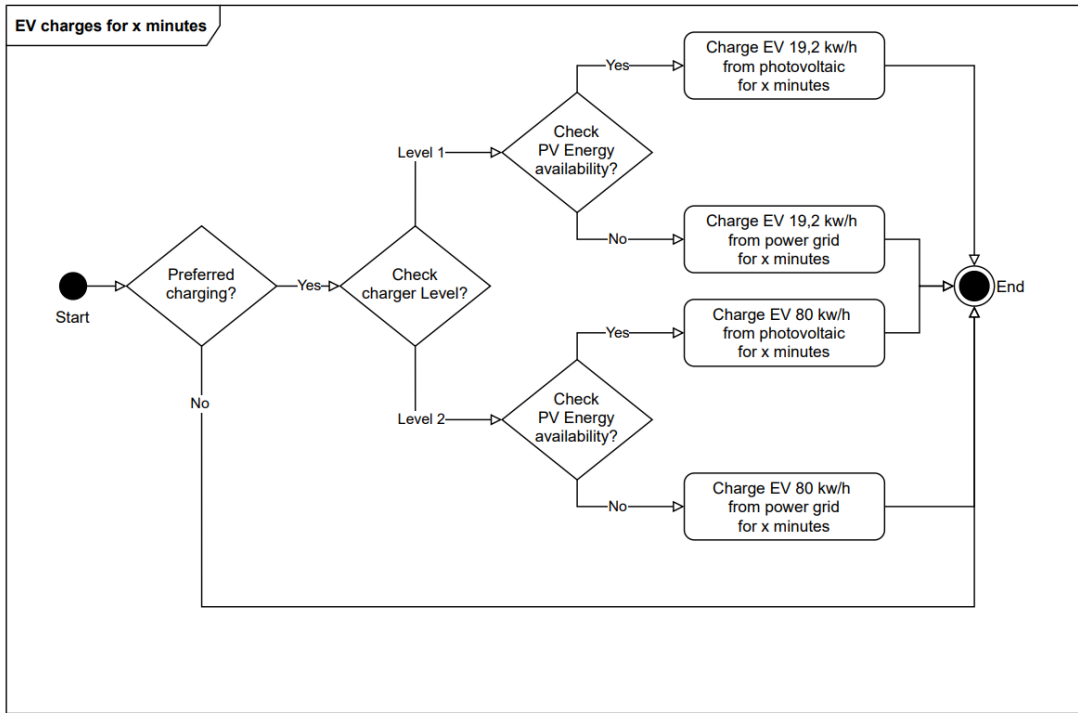 EV charges for x minutes
Start
Preferred
charging?
Yes
No
Check
charger Level?
Level 1
Level 2
Check
PV Energy
availability?
Yes
No
Charge EV 19,2 kw/h
from photovoltaic
for x minutes
Charge EV 19,2 kw/h
from power grid
for x minutes
Check
PV Energy
availability?
Yes
No
Charge EV 80 kw/h
from photovoltaic
for x minutes
Charge EV 80 kw/h
from power grid
for x minutes
End